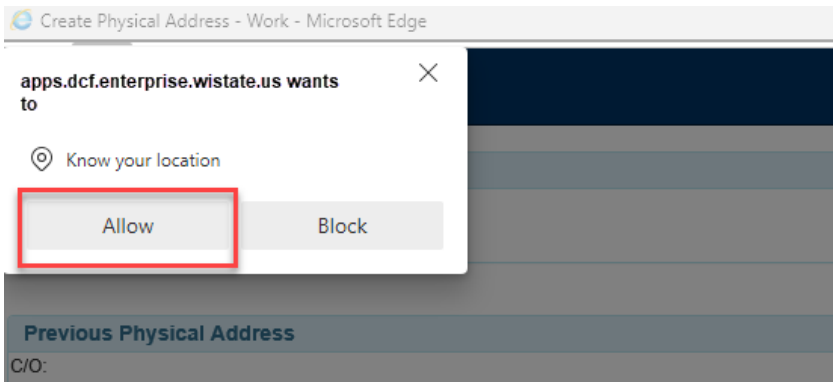 Create Physical Address - Work - Microsoft Edge
apps.dcf.enterprise.wistate.us wants
to
Know your location
Allow Block
Previous Physical Address
C/O: